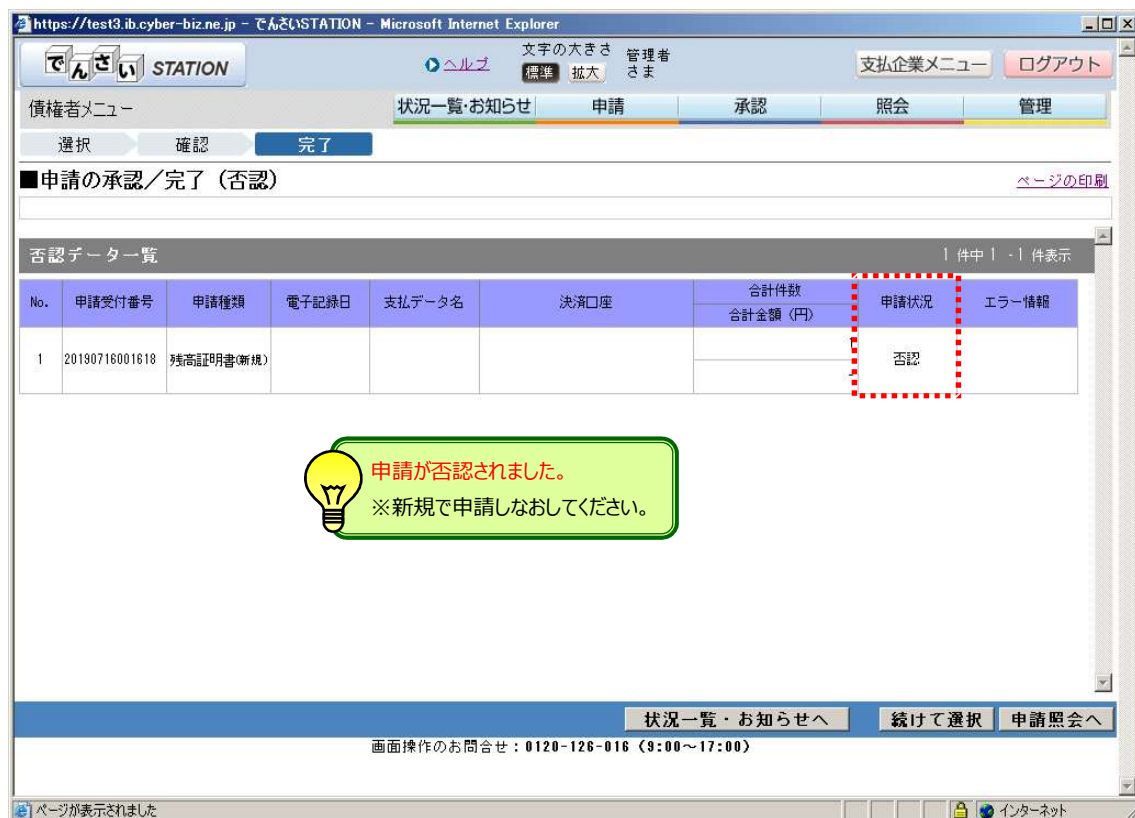 https://test3.ib.cyber-biz.ne.jp - でんさいSTATION - Microsoft Internet Explorer
でんさい STATION
ヘルプ
文字の大きさ
標準 拡大
管理者
さま
支払企業メニュー
ログアウト
債権者メニュー
状況一覧・お知らせ 申請 承認 照会 管理
選択 確認 完了
■申請の承認／完了（否認）
ページの印刷
否認データ一覧
1 件中 1 - 1 件表示
No. 申請受付番号 申請種類 電子記録日 支払データ名 決済口座 合計件数 申請状況 エラー情報
合計金額（円）
1 20190716001618 残高証明書(新規) 1 否認
-
申請が否認されました。
※新規で申請しなおしてください。
状況一覧・お知らせへ 続けて選択 申請照会へ
画面操作のお問合せ：0120-126-016（9:00～17:00）
ページが表示されました
インターネット